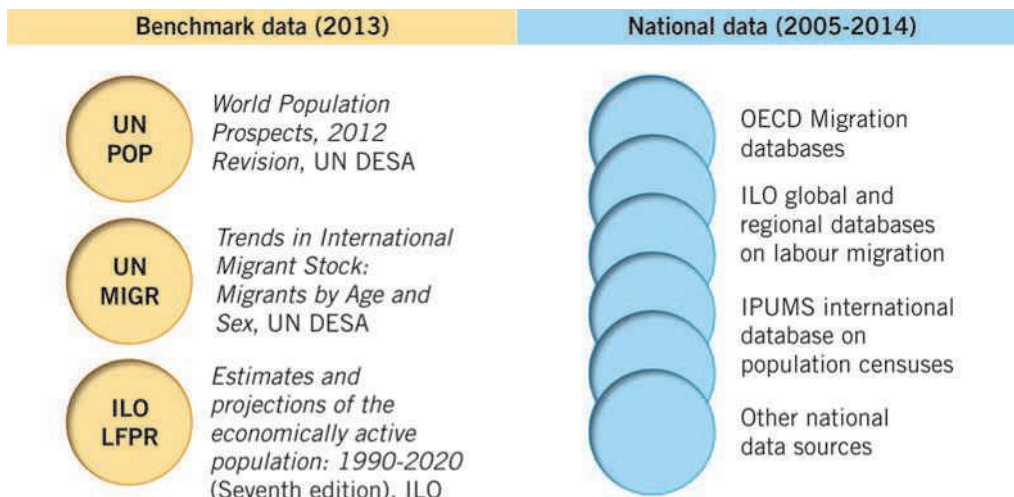 Benchmark data (2013)
UN
POP
World Population
Prospects, 2012
Revision, UN DESA
UN
MIGR
Trends in International
Migrant Stock:
Migrants by Age and
Sex, UN DESA
ILO
LFPR
Estimates and
projections of the
economically active
population: 1990-2020
(Seventh edition), ILO
National data (2005-2014)
OECD Migration
databases
ILO global and
regional databases
on labour migration
IPUMS international
database on
population censuses
Other national
data sources